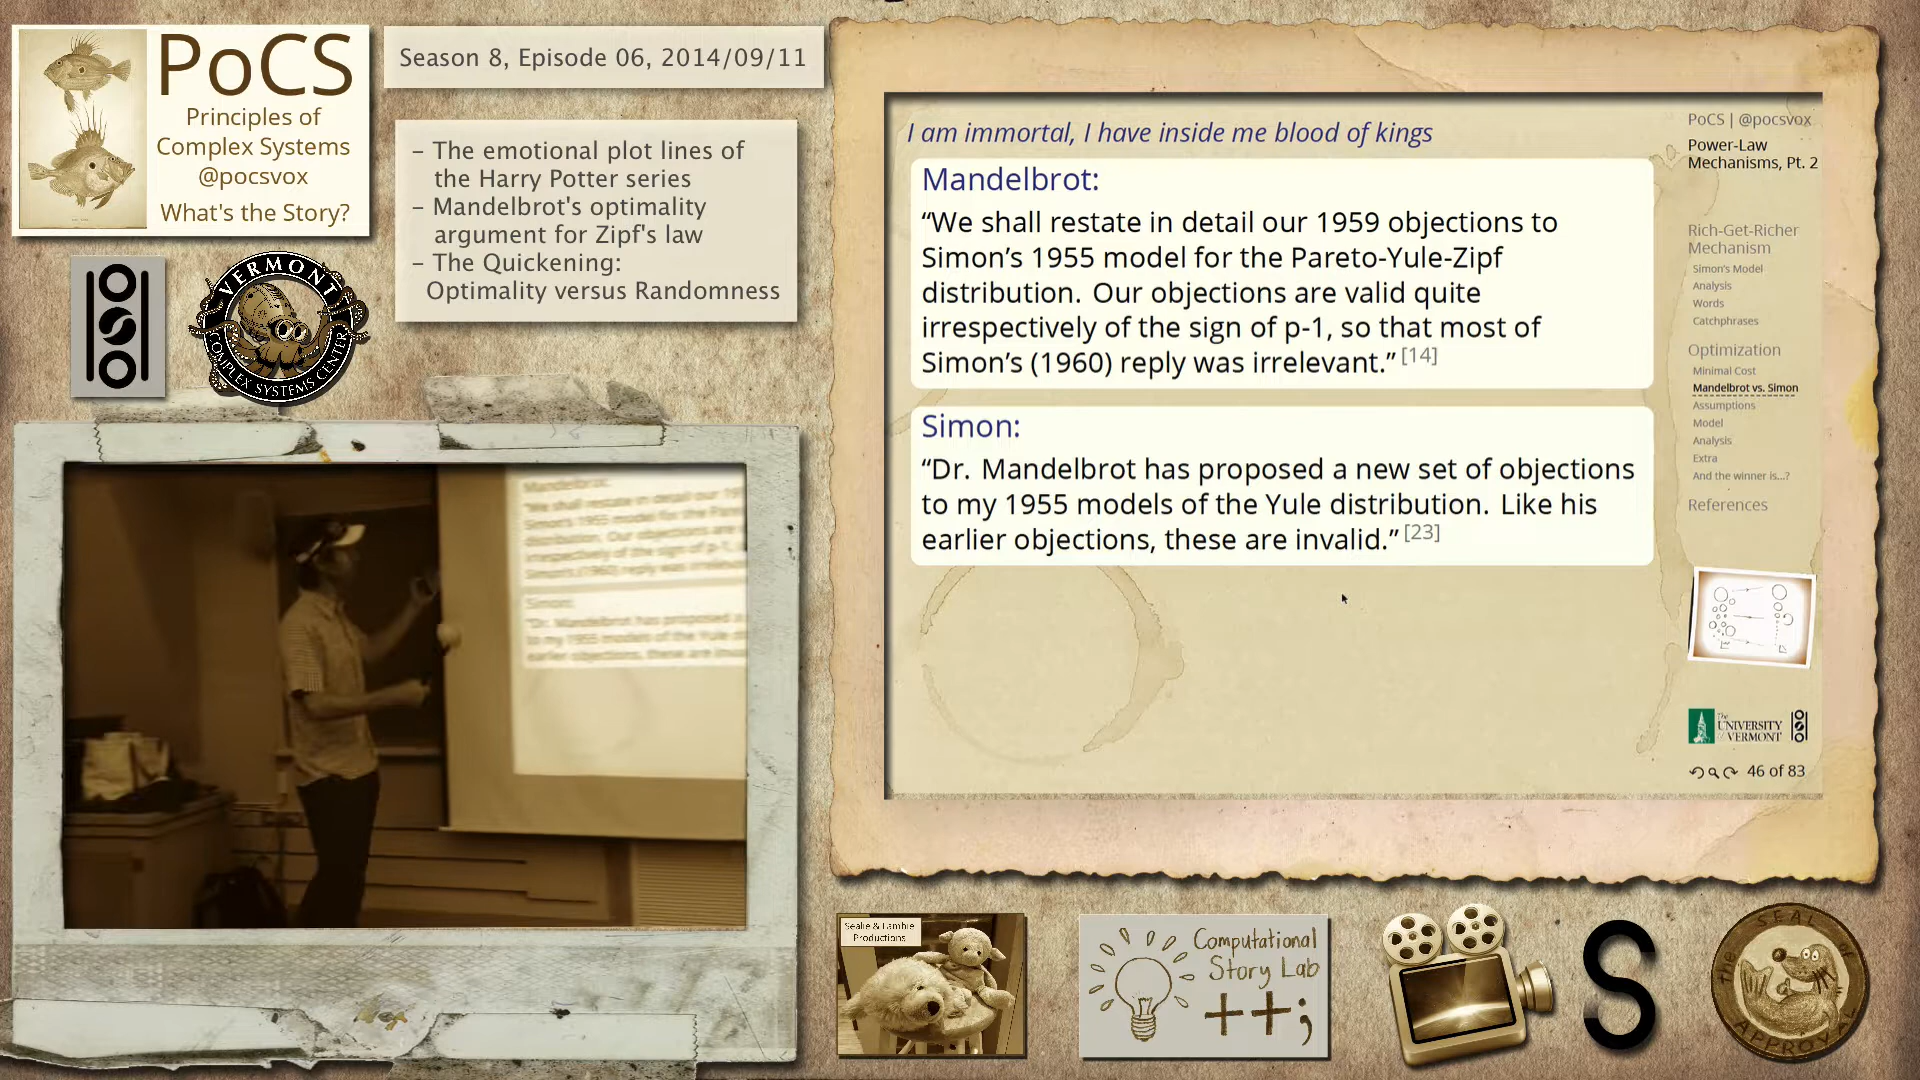 PoCS
Principles of
Complex Systems
@pocsvox
What's the Story?
Season 8, Episode 06, 2014/09/11
– The emotional plot lines of
the Harry Potter series
– Mandelbrot's optimality
argument for Zipf's law
– The Quickening:
Optimality versus Randomness
VERMONT
COMPLEX SYSTEMS CENTER
I am immortal, I have inside me blood of kings
Mandelbrot:
“We shall restate in detail our 1959 objections to
Simon’s 1955 model for the Pareto-Yule-Zipf
distribution. Our objections are valid quite
irrespectively of the sign of p-1, so that most of
Simon’s (1960) reply was irrelevant.” [14]
Simon:
“Dr. Mandelbrot has proposed a new set of objections
to my 1955 models of the Yule distribution. Like his
earlier objections, these are invalid.” [23]
PoCS | @pocsvox
Power-Law
Mechanisms, Pt. 2
Rich-Get-Richer
Mechanism
Simon's Model
Analysis
Words
Catchphrases
Optimization
Minimal Cost
Mandelbrot vs. Simon
Assumptions
Model
Analysis
Extra
And the winner is...?
References
The
UNIVERSITY
of VERMONT
46 of 83
Sealie & Lambie
Productions
Computational
Story Lab
++;
S
THE SEAL OF
APPROVAL